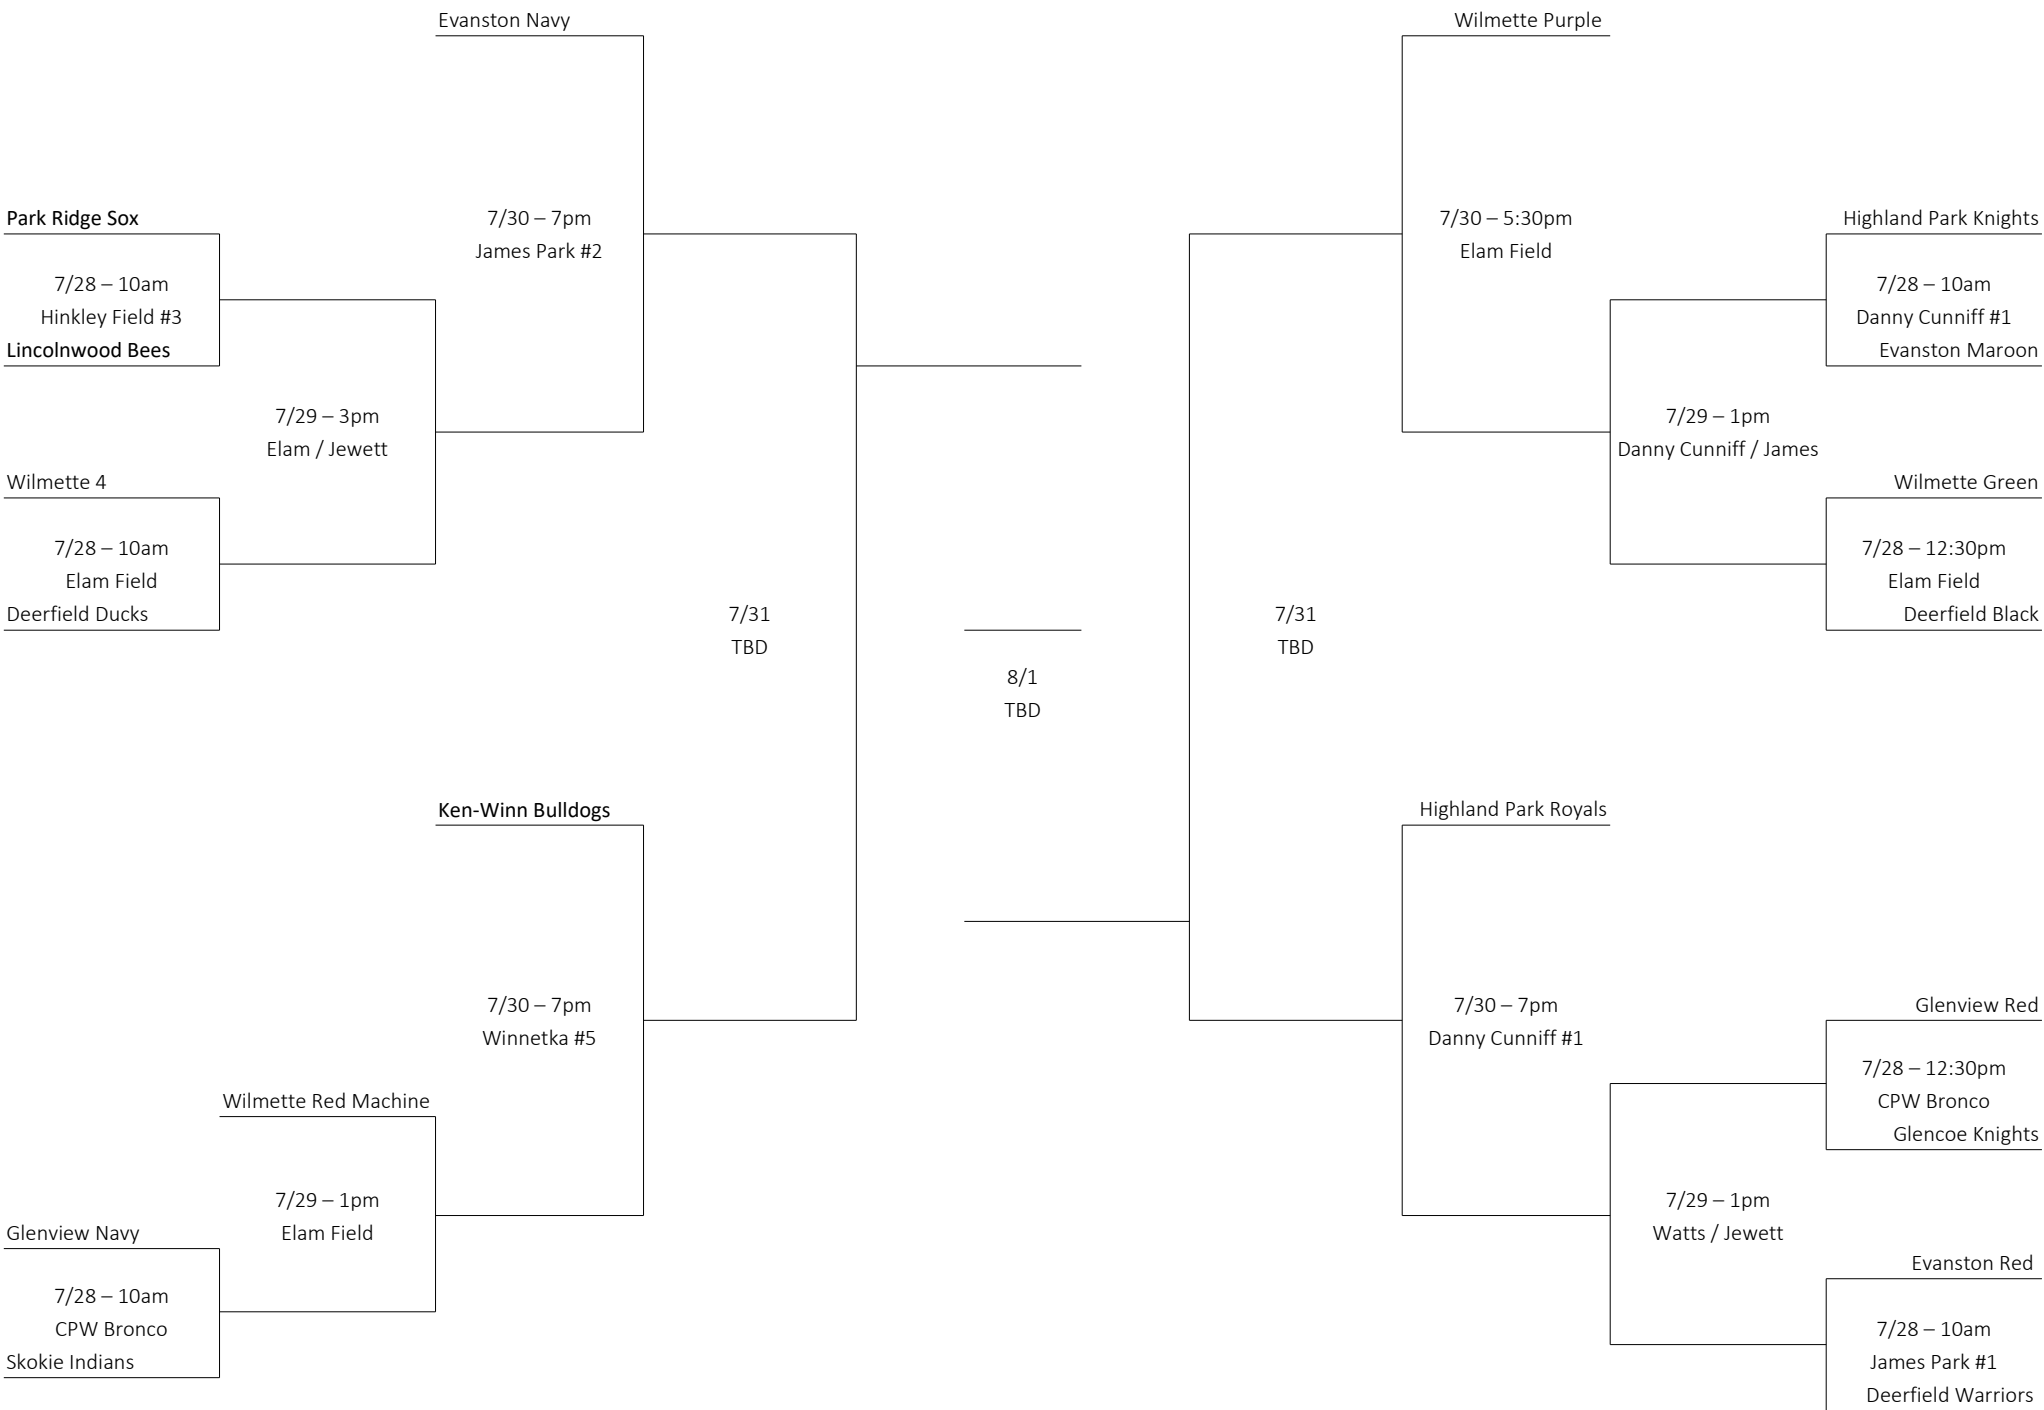 Evanston Navy
Wilmette Purple
Park Ridge Sox
7/30 – 7pm
7/30 – 5:30pm
Highland Park Knights
James Park #2
Elam Field
7/28 – 10am
7/28 – 10am
Hinkley Field #3
Danny Cunniff #1
Lincolnwood Bees
Evanston Maroon
7/29 – 3pm
7/29 – 1pm
Elam / Jewett
Danny Cunniff / James
Wilmette 4
Wilmette Green
7/28 – 10am
7/28 – 12:30pm
Elam Field
Elam Field
Deerfield Ducks
7/31
7/31
Deerfield Black
TBD
TBD
8/1
TBD
Ken-Winn Bulldogs
Highland Park Royals
7/30 – 7pm
7/30 – 7pm
Glenview Red
Winnetka #5
Danny Cunniff #1
7/28 – 12:30pm
Wilmette Red Machine
CPW Bronco
Glencoe Knights
7/29 – 1pm
7/29 – 1pm
Glenview Navy
Elam Field
Watts / Jewett
Evanston Red
7/28 – 10am
CPW Bronco
7/28 – 10am
Skokie Indians
James Park #1
Deerfield Warriors